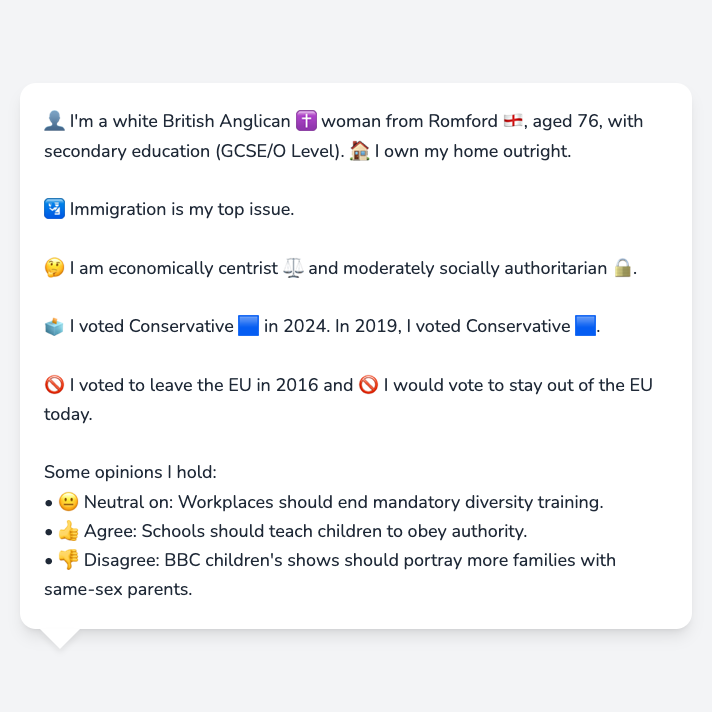 👤 I'm a white British Anglican ✝️ woman from Romford 🏴󠁧󠁢󠁥󠁮󠁧󠁿, aged 76, with
secondary education (GCSE/O Level). 🏠 I own my home outright.
🛂 Immigration is my top issue.
🤔 I am economically centrist ⚖️ and moderately socially authoritarian 🔒.
🗳️ I voted Conservative 🟦 in 2024. In 2019, I voted Conservative 🟦.
🚫 I voted to leave the EU in 2016 and 🚫 I would vote to stay out of the EU
today.
Some opinions I hold:
• 😐 Neutral on: Workplaces should end mandatory diversity training.
• 👍 Agree: Schools should teach children to obey authority.
• 👎 Disagree: BBC children's shows should portray more families with
same-sex parents.